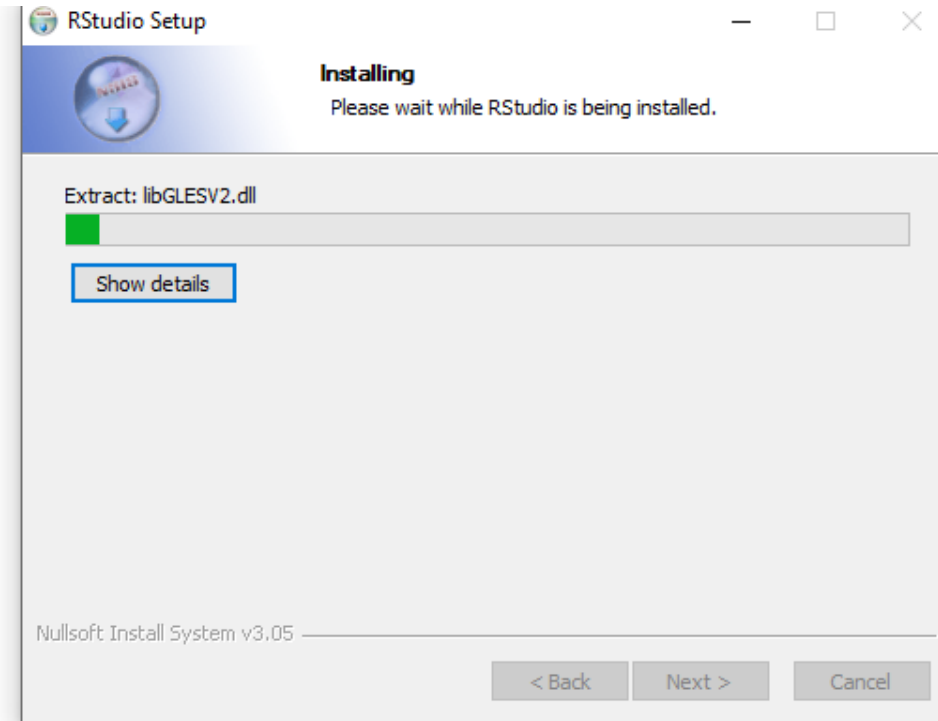 RStudio Setup
Installing
Please wait while RStudio is being installed.
Extract: libGLESV2.dll
Show details
Nullsoft Install System v3.05
< Back
Next >
Cancel